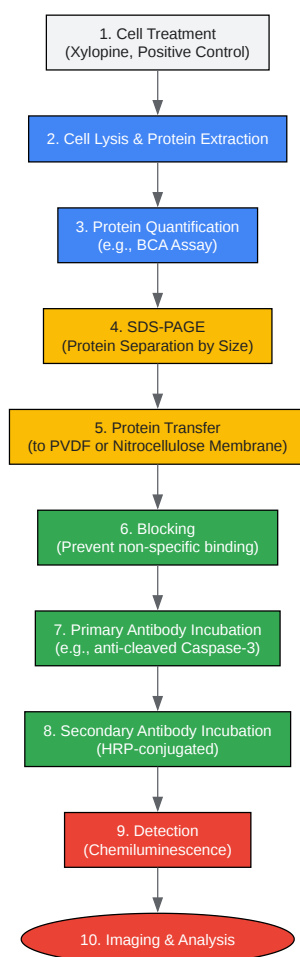 1. Cell Treatment
(Xylopine, Positive Control)
2. Cell Lysis & Protein Extraction
3. Protein Quantification
(e.g., BCA Assay)
4. SDS-PAGE
(Protein Separation by Size)
5. Protein Transfer
(to PVDF or Nitrocellulose Membrane)
6. Blocking
(Prevent non-specific binding)
7. Primary Antibody Incubation
(e.g., anti-cleaved Caspase-3)
8. Secondary Antibody Incubation
(HRP-conjugated)
9. Detection
(Chemiluminescence)
10. Imaging & Analysis